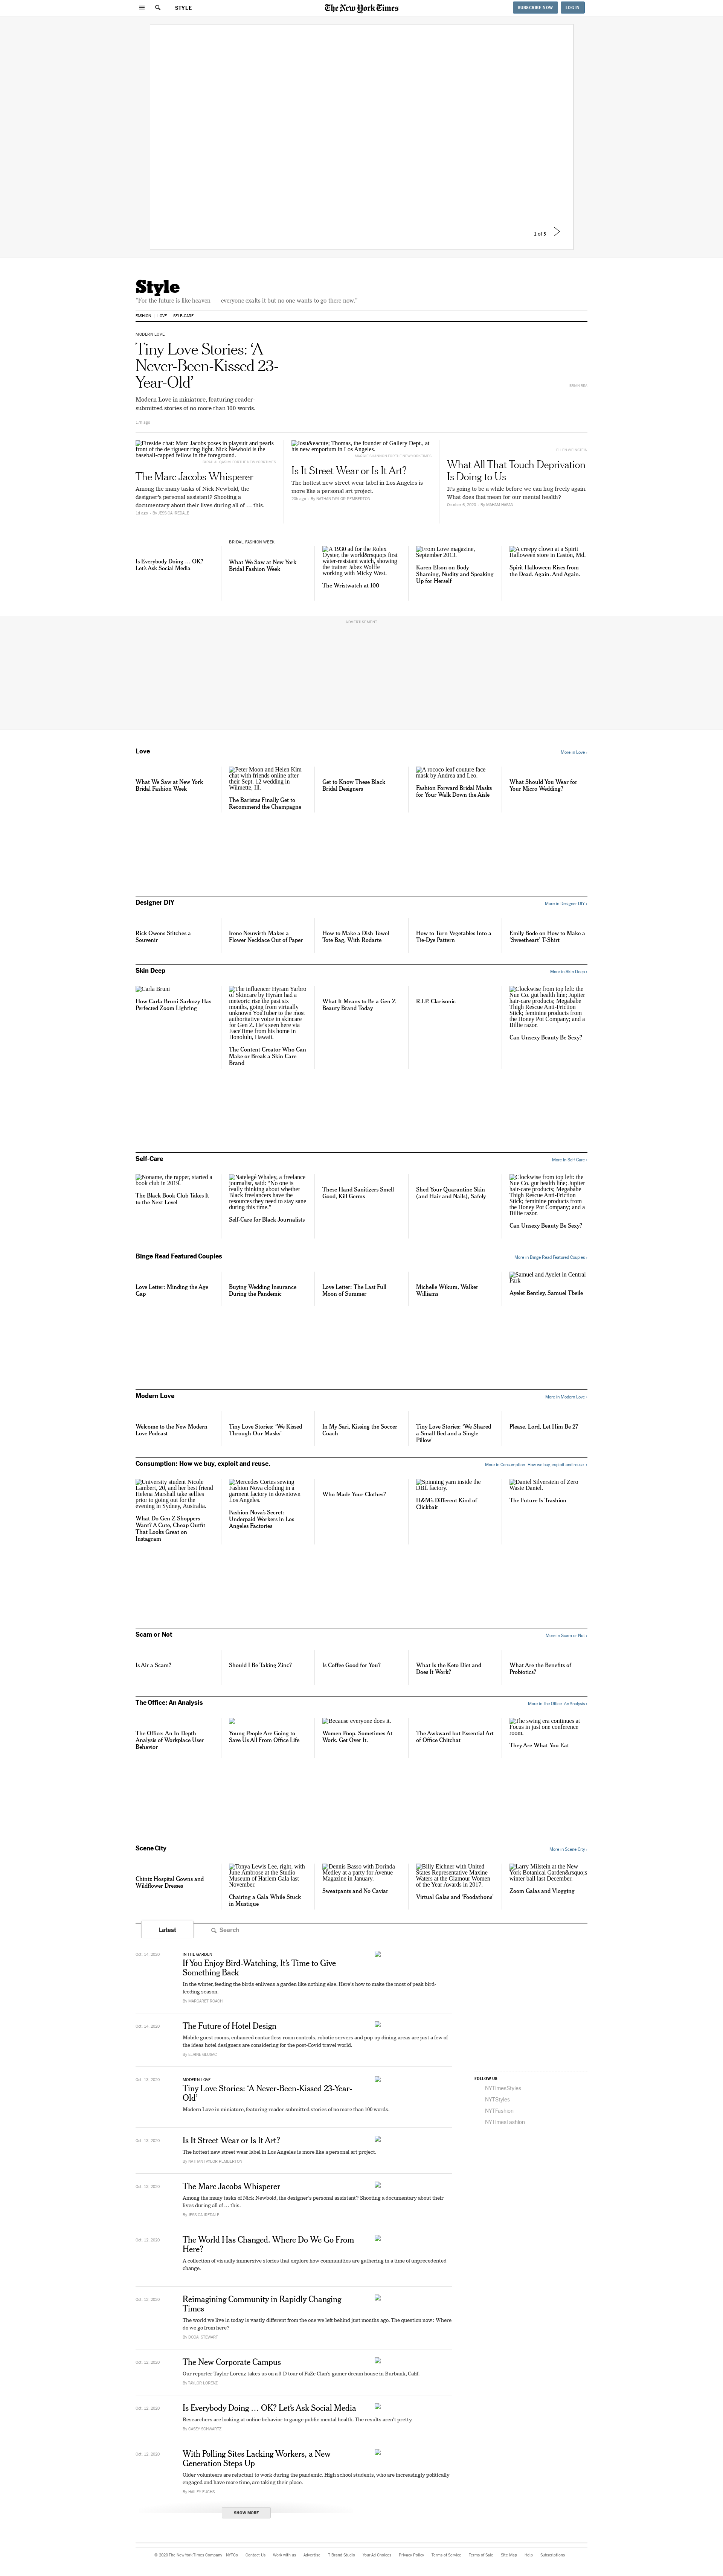 STYLE
The New York Times
SUBSCRIBE NOW
LOG IN
1 of 5
Style
"For the future is like heaven — everyone exalts it but no one wants to go there now."
FASHION
LOVE
SELF-CARE
MODERN LOVE
Tiny Love Stories: ‘A
Never-Been-Kissed 23-
Year-Old’
Modern Love in miniature, featuring reader-
submitted stories of no more than 100 words.
17h ago
BRIAN REA
Fireside chat: Marc Jacobs poses in playsuit and pearls
front of the rigeour ring light. Nick Newbold is the
baseball-capped fellow in the foreground.
The Marc Jacobs Whisperer
Among the many tasks of Nick Newbold, the
designer’s personal assistant? Shooting a
documentary about their lives during all of … this.
1d ago · By JESSICA IREDALE
Josu&eacute; Thomas, the founder of Gallery Dept., at
his new emporium in Los Angeles.
Is It Street Wear or Is It Art?
The hottest new street wear label in Los Angeles is
more like a personal art project.
20h ago · By NATHAN TAYLOR PEMBERTON
What All That Touch Deprivation
Is Doing to Us
It's going to be a while before we can hug freely again.
What does that mean for our mental health?
October 6, 2020 · By MAHAM HASAN
Is Everybody Doing … OK?
Let’s Ask Social Media
BRIDAL FASHION WEEK
What We Saw at New York
Bridal Fashion Week
A 1930 ad for the Rolex
Oyster, the world&rsquo;s first
water-resistant watch, showing
the trainer Jabez Wolffe
working with Micky West.
The Wristwatch at 100
From Love magazine,
September 2013.
Karen Elson on Body
Shaming, Nudity and Speaking
Up for Herself
A creepy clown at a Spirit
Halloween store in Easton, Md.
Spirit Halloween Rises from
the Dead. Again. And Again.
ADVERTISEMENT
Love
More in Love ›
What We Saw at New York
Bridal Fashion Week
Peter Moon and Helen Kim
chat with friends online after
their Sept. 12 wedding in
Wilmette, Ill.
The Baristas Finally Get to
Recommend the Champagne
Get to Know These Black
Bridal Designers
A rococo leaf couture face
mask by Andrea and Leo.
Fashion Forward Bridal Masks
for Your Walk Down the Aisle
What Should You Wear for
Your Micro Wedding?
Designer DIY
More in Designer DIY ›
Rick Owens Stitches a
Souvenir
Irene Neuwirth Makes a
Flower Necklace Out of Paper
How to Make a Dish Towel
Tote Bag, With Rodarte
How to Turn Vegetables Into a
Tie-Dye Pattern
Emily Bode on How to Make a
‘Sweetheart’ T-Shirt
Skin Deep
More in Skin Deep ›
Carla Bruni
How Carla Bruni-Sarkozy Has
Perfected Zoom Lighting
The influencer Hyram Yarbro
of Skincare by Hyram had a
meteoric rise the past six
months, going from virtually
unknown YouTuber to the most
authoritative voice in skincare
for Gen Z. He’s seen here via
FaceTime from his home in
Honolulu, Hawaii.
The Content Creator Who Can
Make or Break a Skin Care
Brand
What It Means to Be a Gen Z
Beauty Brand Today
R.I.P. Clarisonic
Clockwise from top left: the
Nue Co. gut health line; Jupiter
hair-care products; Megababe
Thigh Rescue Anti-Friction
Stick; feminine products from
the Honey Pot Company; and a
Billie razor.
Can Unsexy Beauty Be Sexy?
Self-Care
More in Self-Care ›
Noname, the rapper, started a
book club in 2019.
The Black Book Club Takes It
to the Next Level
Natelegé Whaley, a freelance
journalist, said: “No one is
really thinking about whether
Black freelancers have the
resources they need to stay sane
during this time.”
Self-Care for Black Journalists
These Hand Sanitizers Smell
Good, Kill Germs
Shed Your Quarantine Skin
(and Hair and Nails), Safely
Clockwise from top left: the
Nue Co. gut health line; Jupiter
hair-care products; Megababe
Thigh Rescue Anti-Friction
Stick; feminine products from
the Honey Pot Company; and a
Billie razor.
Can Unsexy Beauty Be Sexy?
Binge Read Featured Couples
More in Binge Read Featured Couples ›
Love Letter: Minding the Age
Gap
Buying Wedding Insurance
During the Pandemic
Love Letter: The Last Full
Moon of Summer
Michelle Wikum, Walker
Williams
Samuel and Ayelet in Central
Park
Ayelet Bentley, Samuel Tbeile
Modern Love
More in Modern Love ›
Welcome to the New Modern
Love Podcast
Tiny Love Stories: ‘We Kissed
Through Our Masks’
In My Sari, Kissing the Soccer
Coach
Tiny Love Stories: ‘We Shared
a Small Bed and a Single
Pillow’
Please, Lord, Let Him Be 27
Consumption: How we buy, exploit and reuse.
More in Consumption: How we buy, exploit and reuse. ›
University student Nicole
Lambert, 20, and her best friend
Helena Marshall take selfies
prior to going out for the
evening in Sydney, Australia.
What Do Gen Z Shoppers
Want? A Cute, Cheap Outfit
That Looks Great on
Instagram
Mercedes Cortes sewing
Fashion Nova clothing in a
garment factory in downtown
Los Angeles.
Fashion Nova’s Secret:
Underpaid Workers in Los
Angeles Factories
Who Made Your Clothes?
Spinning yarn inside the
DBL factory.
H&M’s Different Kind of
Clickbait
Daniel Silverstein of Zero
Waste Daniel.
The Future Is Trashion
Scam or Not
More in Scam or Not ›
Is Air a Scam?
Should I Be Taking Zinc?
Is Coffee Good for You?
What Is the Keto Diet and
Does It Work?
What Are the Benefits of
Probiotics?
The Office: An Analysis
More in The Office: An Analysis ›
The Office: An In-Depth
Analysis of Workplace User
Behavior
Young People Are Going to
Save Us All From Office Life
Because everyone does it.
Women Poop. Sometimes At
Work. Get Over It.
The Awkward but Essential Art
of Office Chitchat
The swing era continues at
Focus in just one conference
room.
They Are What You Eat
Scene City
More in Scene City ›
Chintz Hospital Gowns and
Wildflower Dresses
Tonya Lewis Lee, right, with
June Ambrose at the Studio
Museum of Harlem Gala last
November.
Chairing a Gala While Stuck
in Mustique
Dennis Basso with Dorinda
Medley at a party for Avenue
Magazine in January.
Sweatpants and No Caviar
Billy Eichner with United
States Representative Maxine
Waters at the Glamour Women
of the Year Awards in 2017.
Virtual Galas and ‘Foodathons’
Larry Milstein at the New
York Botanical Garden&rsquo;s
winter ball last December.
Zoom Galas and Vlogging
Latest
Search
Oct. 14, 2020
IN THE GARDEN
If You Enjoy Bird-Watching, It’s Time to Give
Something Back
In the winter, feeding the birds enlivens a garden like nothing else. Here’s how to make the most of peak bird-
feeding season.
By MARGARET ROACH
Oct. 14, 2020
The Future of Hotel Design
Mobile guest rooms, enhanced contactless room controls, robotic servers and pop-up dining areas are just a few of
the ideas hotel designers are considering for the post-Covid travel world.
By ELAINE GLUSAC
Oct. 13, 2020
MODERN LOVE
Tiny Love Stories: ‘A Never-Been-Kissed 23-Year-
Old’
Modern Love in miniature, featuring reader-submitted stories of no more than 100 words.
FOLLOW US
NYTimesStyles
NYTStyles
NYTFashion
NYTimesFashion
Oct. 13, 2020
Is It Street Wear or Is It Art?
The hottest new street wear label in Los Angeles is more like a personal art project.
By NATHAN TAYLOR PEMBERTON
Oct. 13, 2020
The Marc Jacobs Whisperer
Among the many tasks of Nick Newbold, the designer’s personal assistant? Shooting a documentary about their
lives during all of … this.
By JESSICA IREDALE
Oct. 12, 2020
The World Has Changed. Where Do We Go From
Here?
A collection of visually immersive stories that explore how communities are gathering in a time of unprecedented
change.
Oct. 12, 2020
Reimagining Community in Rapidly Changing
Times
The world we live in today is vastly different from the one we left behind just months ago. The question now: Where
do we go from here?
By DODAI STEWART
Oct. 12, 2020
The New Corporate Campus
Our reporter Taylor Lorenz takes us on a 3-D tour of FaZe Clan’s gamer dream house in Burbank, Calif.
By TAYLOR LORENZ
Oct. 12, 2020
Is Everybody Doing … OK? Let’s Ask Social Media
Researchers are looking at online behavior to gauge public mental health. The results aren’t pretty.
By CASEY SCHWARTZ
Oct. 12, 2020
With Polling Sites Lacking Workers, a New
Generation Steps Up
Older volunteers are reluctant to work during the pandemic. High school students, who are increasingly politically
engaged and have more time, are taking their place.
By HAILEY FUCHS
SHOW MORE
© 2020 The New York Times Company
NYTCo
Contact Us
Work with us
Advertise
T Brand Studio
Your Ad Choices
Privacy Policy
Terms of Service
Terms of Sale
Site Map
Help
Subscriptions